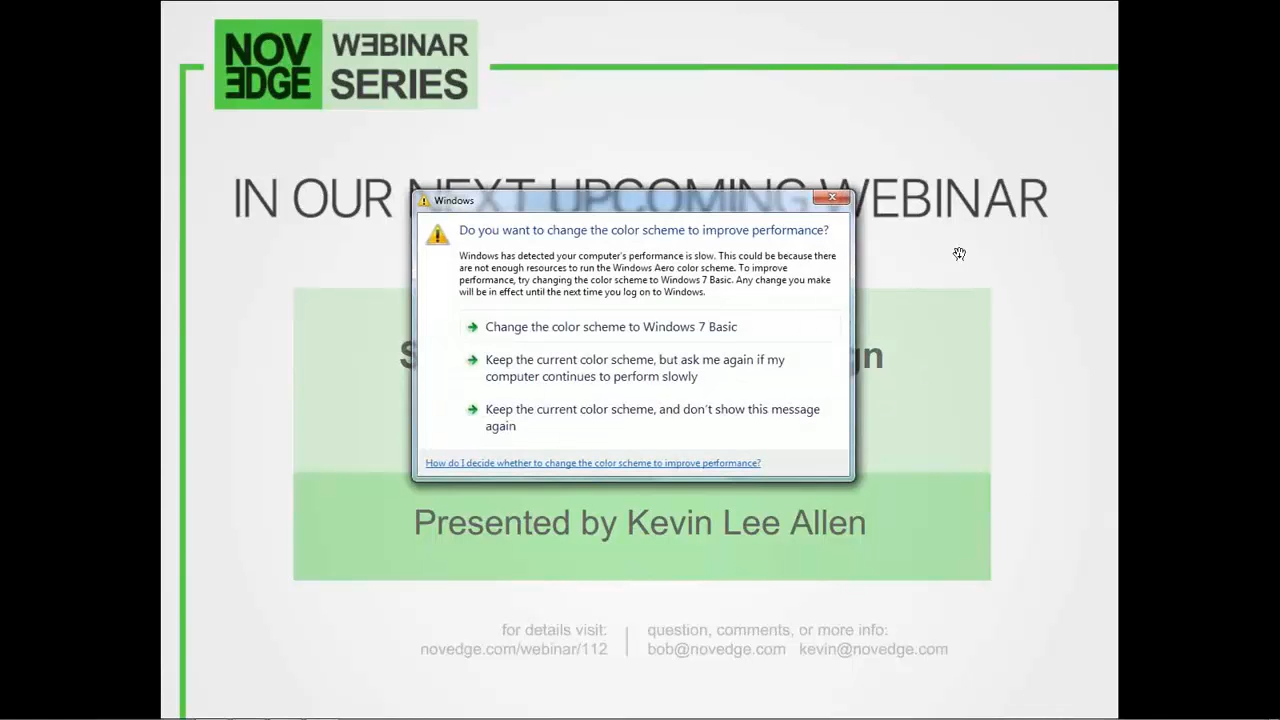 NOV WƎBINAR
ƎDGE SERIES
IN OUR NEXT UPCOMING WEBINAR
Windows
Do you want to change the color scheme to improve performance?
Windows has detected your computer's performance is slow. This could be because there
are not enough resources to run the Windows Aero color scheme. To improve
performance, try changing the color scheme to Windows 7 Basic. Any change you make
will be in effect until the next time you log on to Windows.
Change the color scheme to Windows 7 Basic
Keep the current color scheme, but ask me again if my
computer continues to perform slowly
Keep the current color scheme, and don't show this message
again
How do I decide whether to change the color scheme to improve performance?
Presented by Kevin Lee Allen
for details visit:
novedge.com/webinar/112
question, comments, or more info:
bob@novedge.com kevin@novedge.com